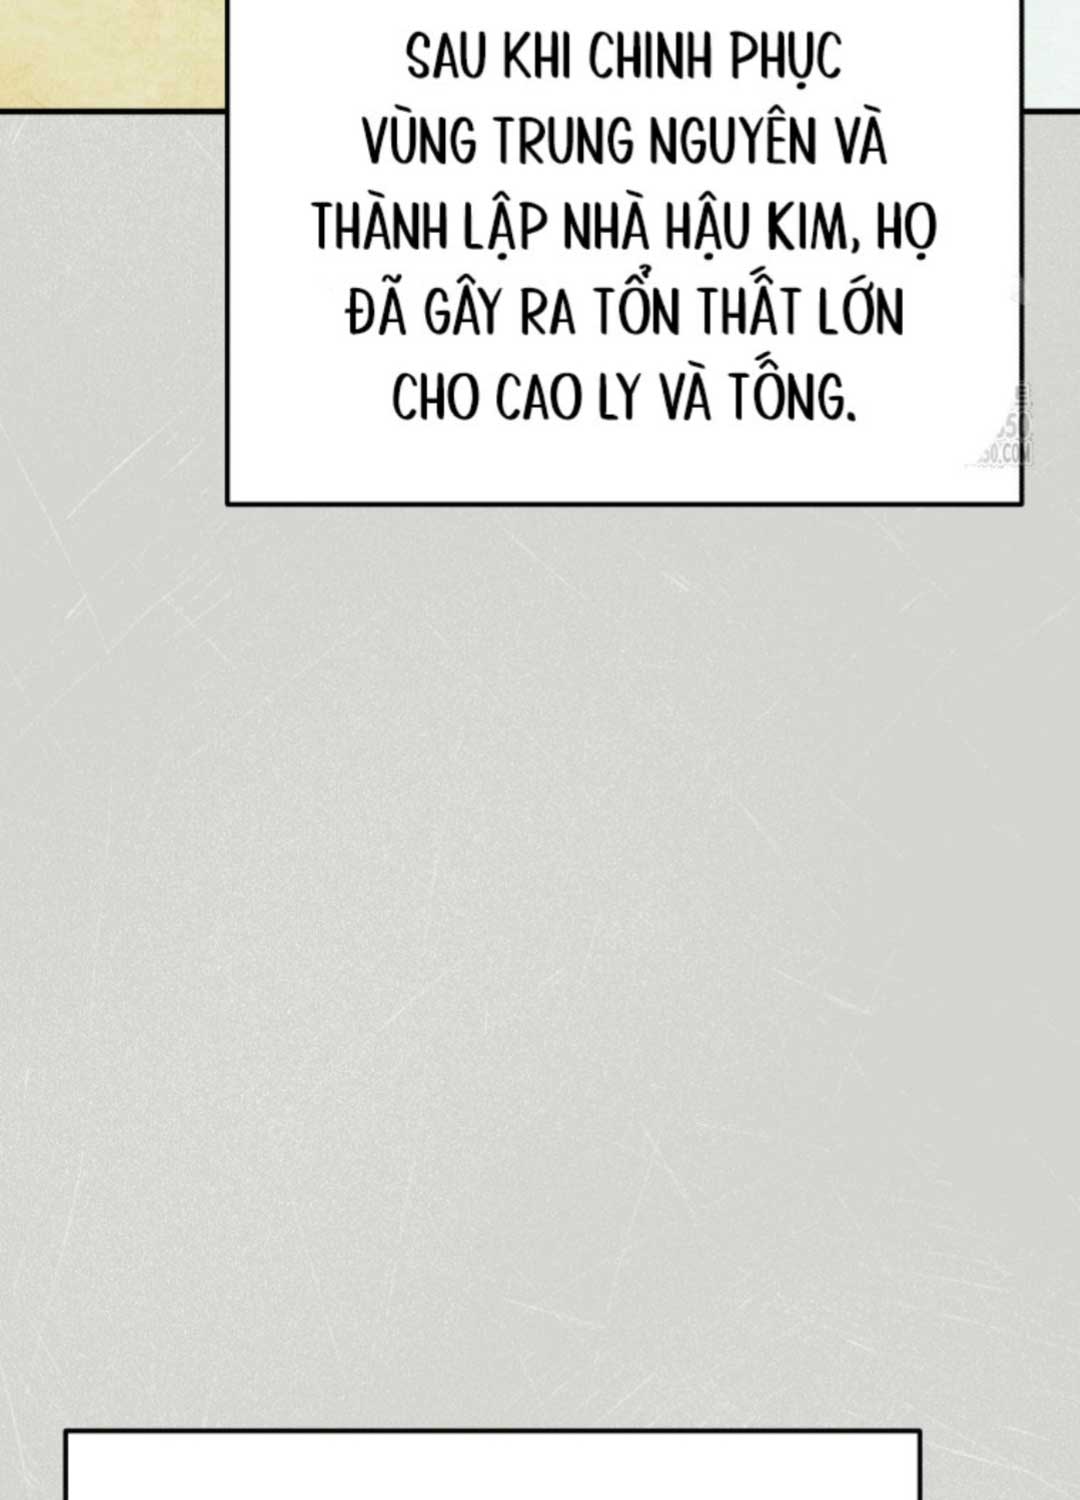 SAU KHI CHINH PHỤC
VÙNG TRUNG NGUYÊN VÀ
THÀNH LẬP NHÀ HẬU KIM, HỌ
ĐÃ GÂY RA TỔN THẤT LỚN
CHO CAO LY VÀ TỐNG.